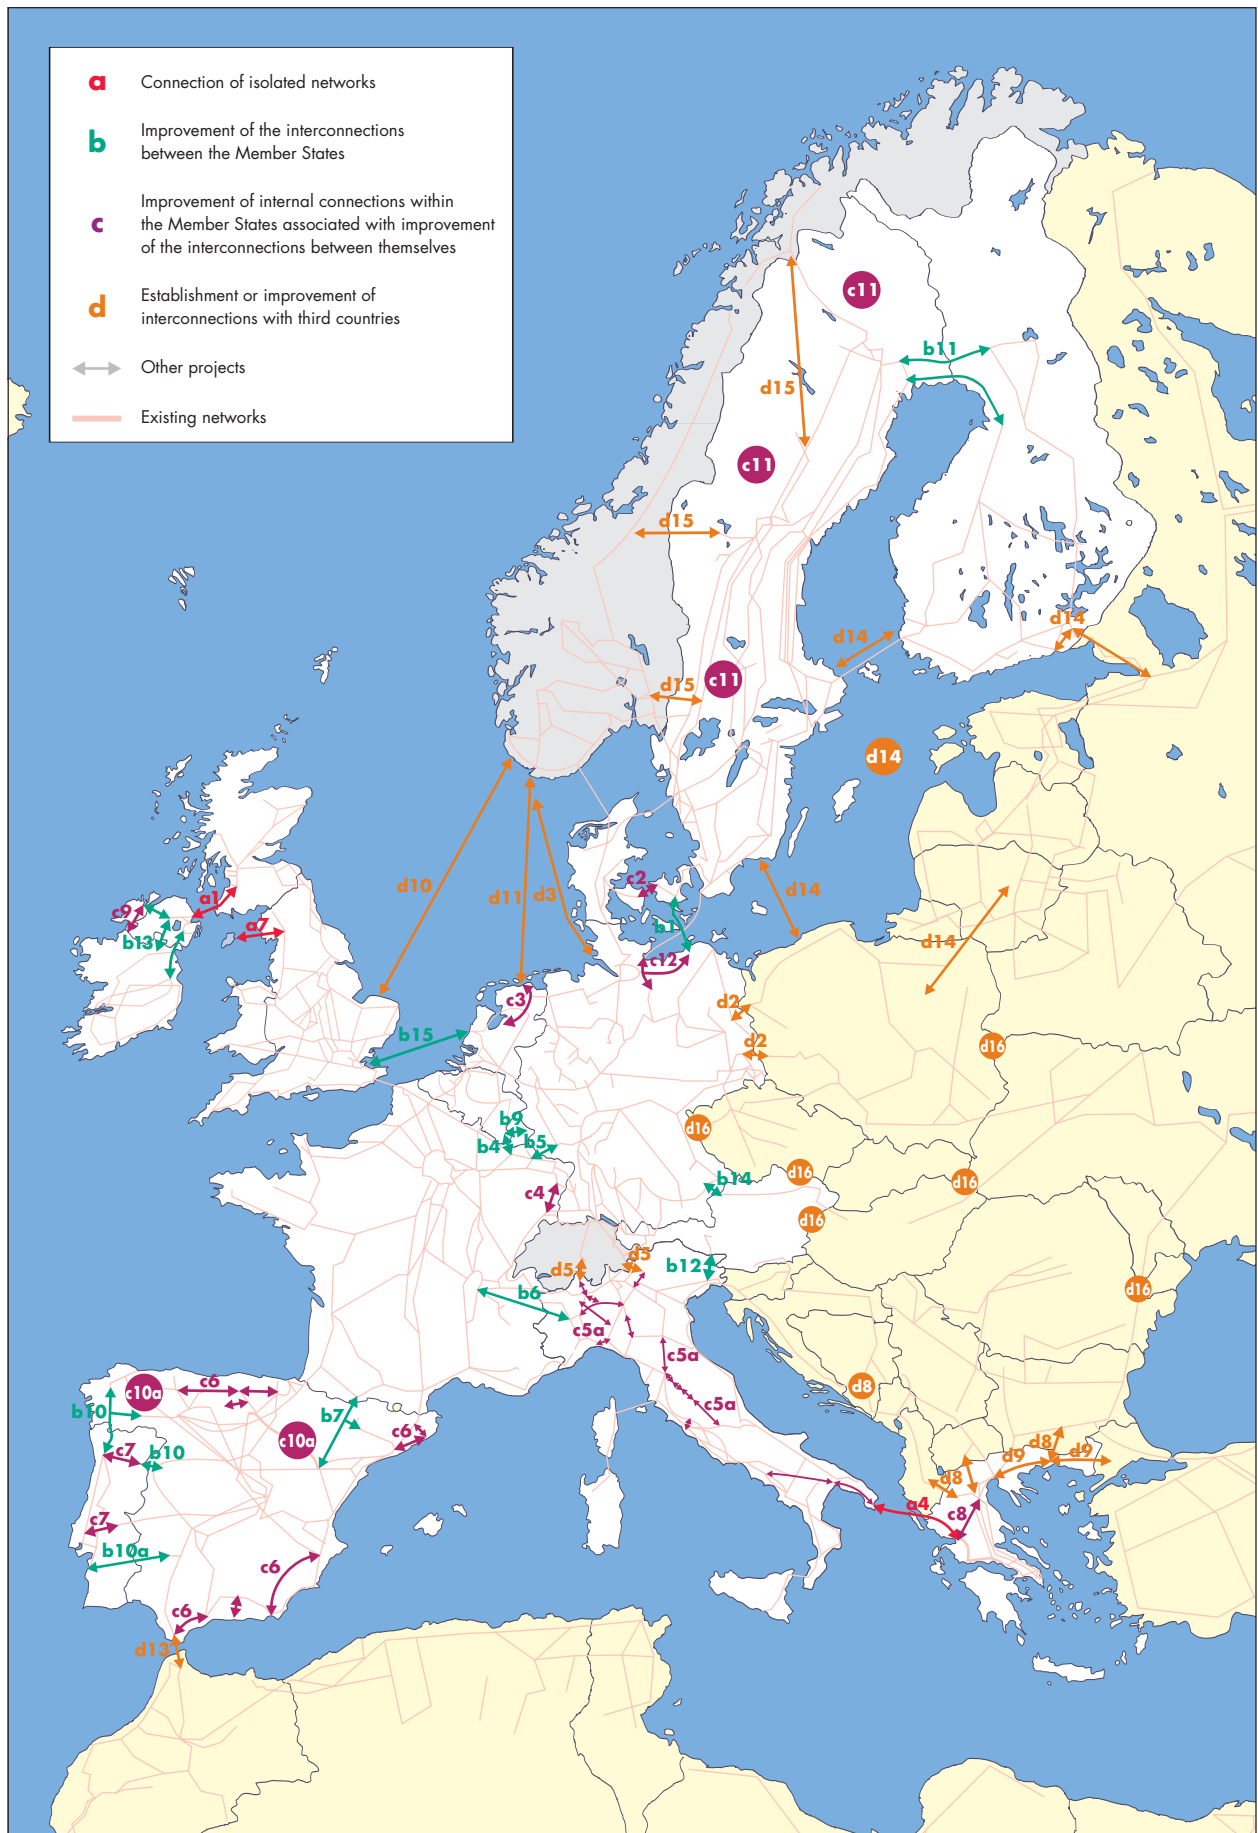 a Connection of isolated networks
b Improvement of the interconnections
between the Member States
c Improvement of internal connections within
the Member States associated with improvement
of the interconnections between themselves
d Establishment or improvement of
interconnections with third countries
Other projects
Existing networks
c11
b11
d15
c11
d15
d14
d14
c11
d15
d14
d10
d11
d3
c2
d14
a1
c9
a7
b13
b1
d14
c12
c3
d2
b15
d2
d16
b9
b4
b5
d16
d16
b14
d16
c4
d16
d5
d5
b12
b6
d16
c5a
c5a
c6
c10a
d8
b10
b7
c5a
c10a
c6
c7
b10
d8
d9
d9
d8
a4
c8
c7
b10a
c6
c6
d13